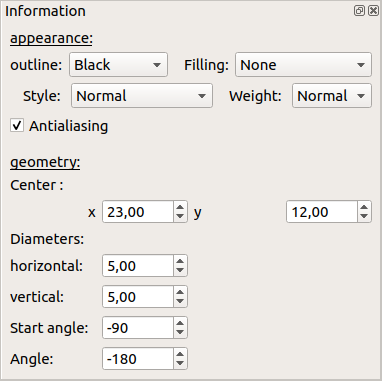 Information
appearance:
outline: Black Filling: None
Style: Normal Weight: Normal
Antialiasing
geometry:
Center :
x 23,00 y 12,00
Diameters:
horizontal: 5,00
vertical: 5,00
Start angle: -90
Angle: -180